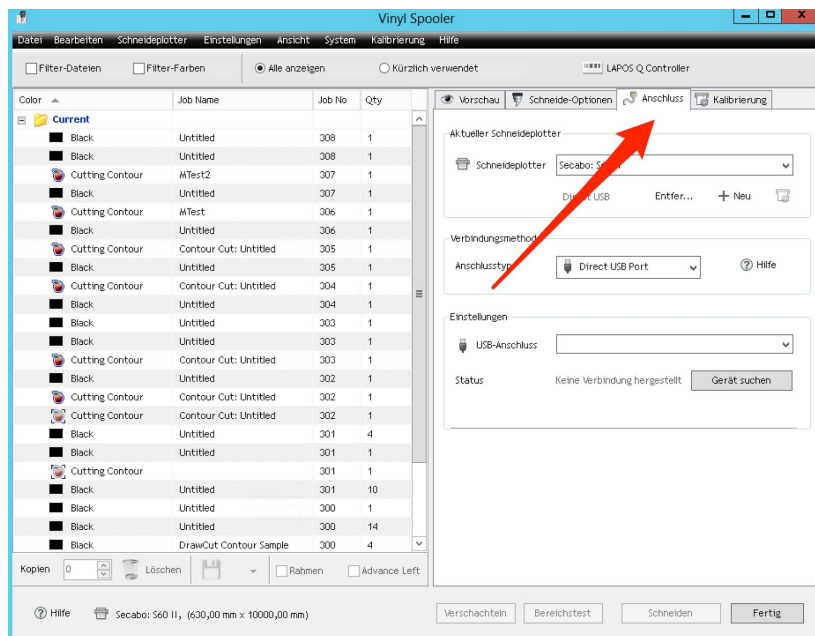 Vinyl Spooler
Datei Bearbeiten Schneideplotter Einstellungen Ansicht System Kalibrierung Hilfe
Filter-Dateien Filter-Farben Alle anzeigen Kürzlich verwendet LAPOS Q Controller
Color Job Name Job No Qty
Current
Black Untitled 308 1
Black Untitled 308 1
Cutting Contour MTest2 307 1
Black Untitled 307 1
Cutting Contour MTest 306 1
Black Untitled 306 1
Cutting Contour Contour Cut: Untitled 305 1
Black Untitled 305 1
Cutting Contour Contour Cut: Untitled 304 1
Black Untitled 304 1
Black Untitled 303 1
Black Untitled 303 1
Cutting Contour Contour Cut: Untitled 303 1
Black Untitled 302 1
Cutting Contour Contour Cut: Untitled 302 1
Cutting Contour Contour Cut: Untitled 302 1
Black Untitled 301 4
Black Untitled 301 1
Cutting Contour 301 1
Black Untitled 301 10
Black Untitled 300 1
Black Untitled 300 14
Black DrawCut Contour Sample 300 4
Kopien 0 Löschen Rahmen Advance Left
Vorschau Schneide-Optionen Anschluss Kalibrierung
Aktueller Schneideplotter
Schneideplotter Secabo:
Direct USB Entfer... + Neu
Verbindungsmethod
Anschlusstyp Direct USB Port Hilfe
Einstellungen
USB-Anschluss
Status Keine Verbindung hergestellt Gerät suchen
Hilfe Secabo: S60 II, (630,00 mm x 10000,00 mm)
Verschachteln Bereichstest Schneiden Fertig